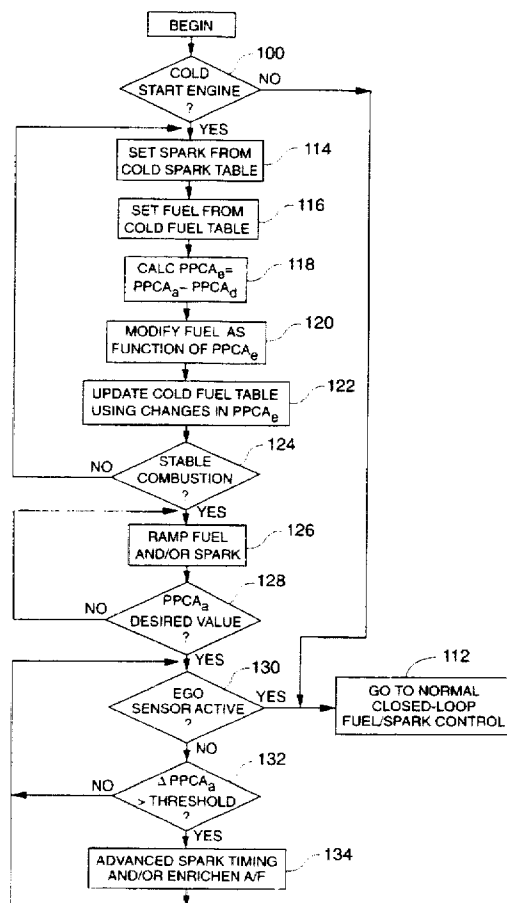 BEGIN
100
COLD
START ENGINE
?
NO
YES
SET SPARK FROM
COLD SPARK TABLE
114
SET FUEL FROM
COLD FUEL TABLE
116
CALC PPCAe=
PPCAa– PPCAd
118
MODIFY FUEL AS
FUNCTION OF PPCAe
120
UPDATE COLD FUEL TABLE
USING CHANGES IN PPCAe
122
124
NO
STABLE
COMBUSTION
?
YES
RAMP FUEL
AND/OR SPARK
126
128
NO
PPCAa
DESIRED VALUE
?
YES
130
EGO
SENSOR ACTIVE
?
YES
112
GO TO NORMAL
CLOSED-LOOP
FUEL/SPARK CONTROL
NO
132
NO
Δ PPCAa
> THRESHOLD
?
YES
ADVANCED SPARK TIMING
AND/OR ENRICHEN A/F
134